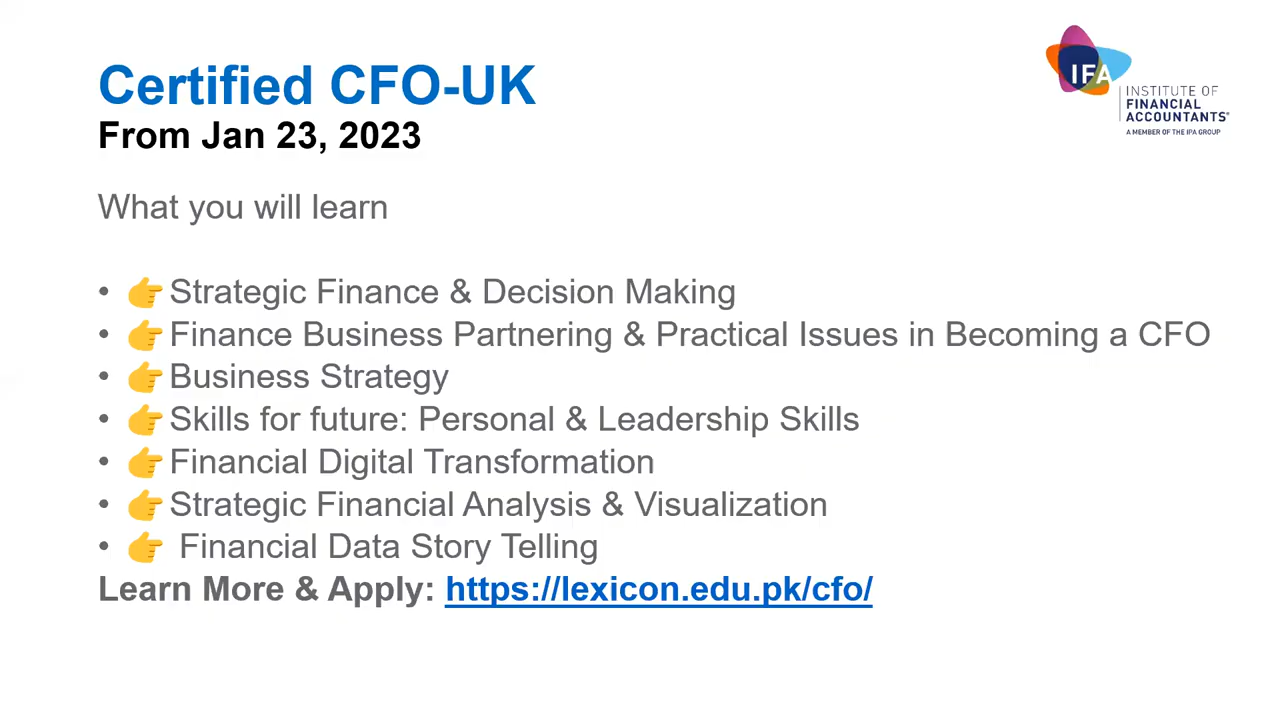 Certified CFO-UK
From Jan 23, 2023
IFA
INSTITUTE OF
FINANCIAL
ACCOUNTANTS®
A MEMBER OF THE IPA GROUP
What you will learn
• 👉Strategic Finance & Decision Making
• 👉Finance Business Partnering & Practical Issues in Becoming a CFO
• 👉Business Strategy
• 👉Skills for future: Personal & Leadership Skills
• 👉Financial Digital Transformation
• 👉Strategic Financial Analysis & Visualization
• 👉 Financial Data Story Telling
Learn More & Apply: https://lexicon.edu.pk/cfo/